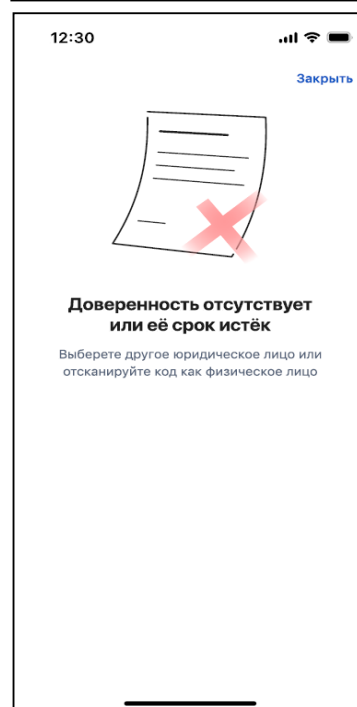 12:30
Закрыть
Доверенность отсутствует
или её срок истёк
Выберете другое юридическое лицо или
отсканируйте код как физическое лицо